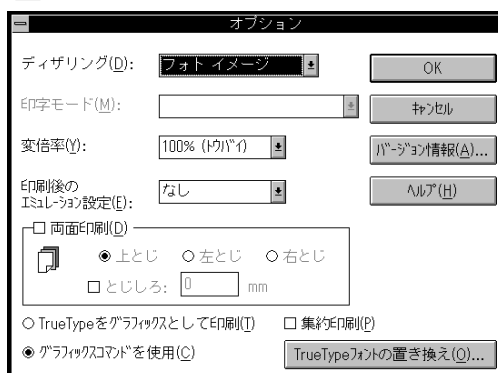 オプション
ディザリング(D): フォト イメージ OK
印字モード(M): ｷｬﾝｾﾙ
変倍率(Y): 100% (ﾄｳﾊﾞｲ) ﾊﾞｰｼﾞｮﾝ情報(A)...
印刷後の
ｴﾐｭﾚｰｼｮﾝ設定(E): なし ﾍﾙﾌﾟ(H)
両面印刷(D)
上とじ 左とじ 右とじ
とじしろ: 0 mm
TrueTypeをｸﾞﾗﾌｨｯｸｽとして印刷(T) 集約印刷(P)
ｸﾞﾗﾌｨｯｸｽｺﾏﾝﾄﾞを使用(C) TrueTypeﾌｫﾝﾄの置き換え(O)...